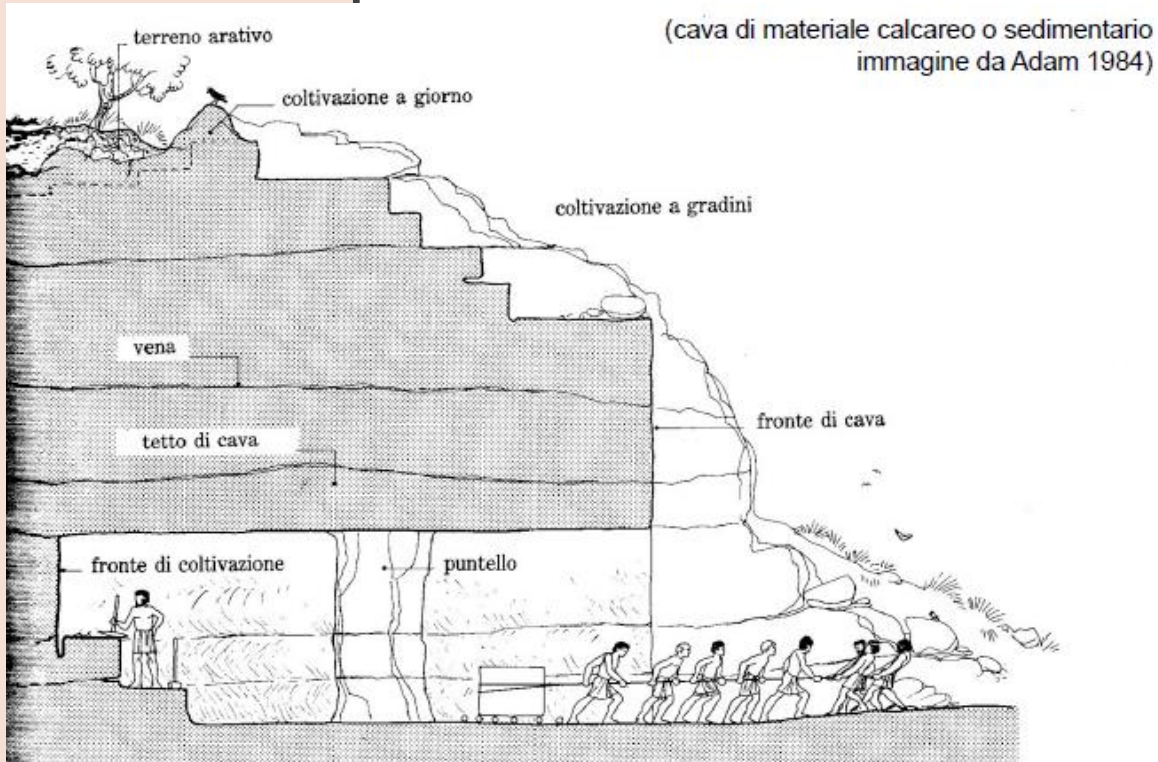 (cava di materiale calcareo o sedimentario
immagine da Adam 1984)
terreno arativo
coltivazione a giorno
coltivazione a gradini
vena
fronte di cava
tetto di cava
fronte di coltivazione
puntello